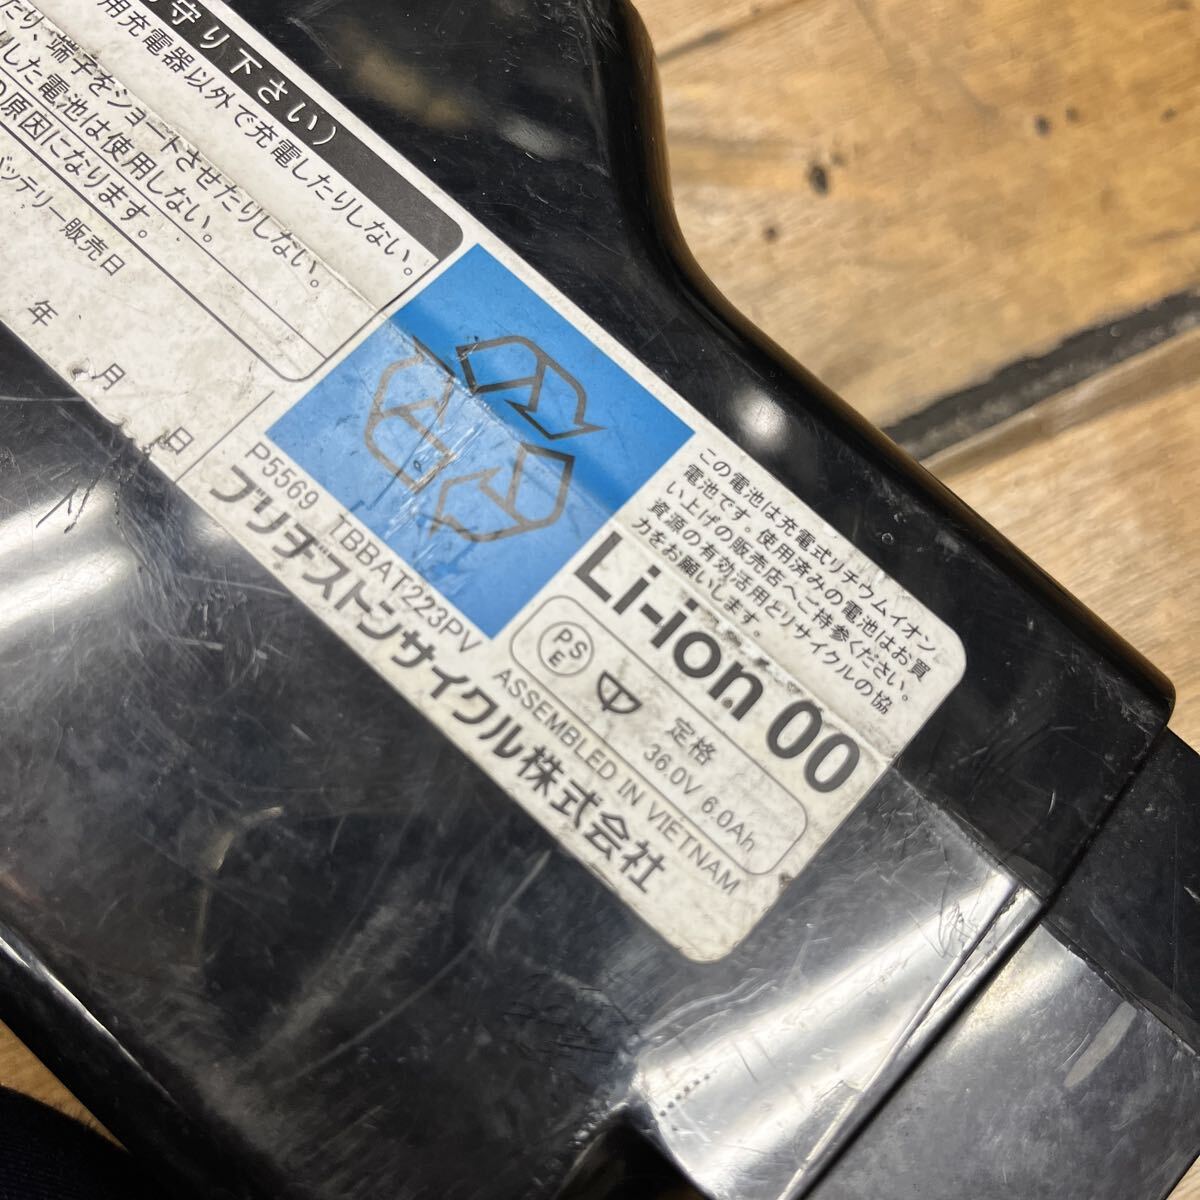 守り下さい)
用充電器以外で充電したりしない。
たり、端子をショートさせたりしない。
した電池は使用しない。
原因になります。
バッテリー販売日
年 月 日
この電池は充電式リチウムイオン
電池です。使用済みの電池はお買
い上げの販売店へご持参ください。
資源の有効活用とリサイクルの協
力をお願いします。
Li-ion 00
PSE 定格
36.0V 6.0Ah
P5569 TBBAT223PV ASSEMBLED IN VIETNAM
ブリヂストンサイクル株式会社